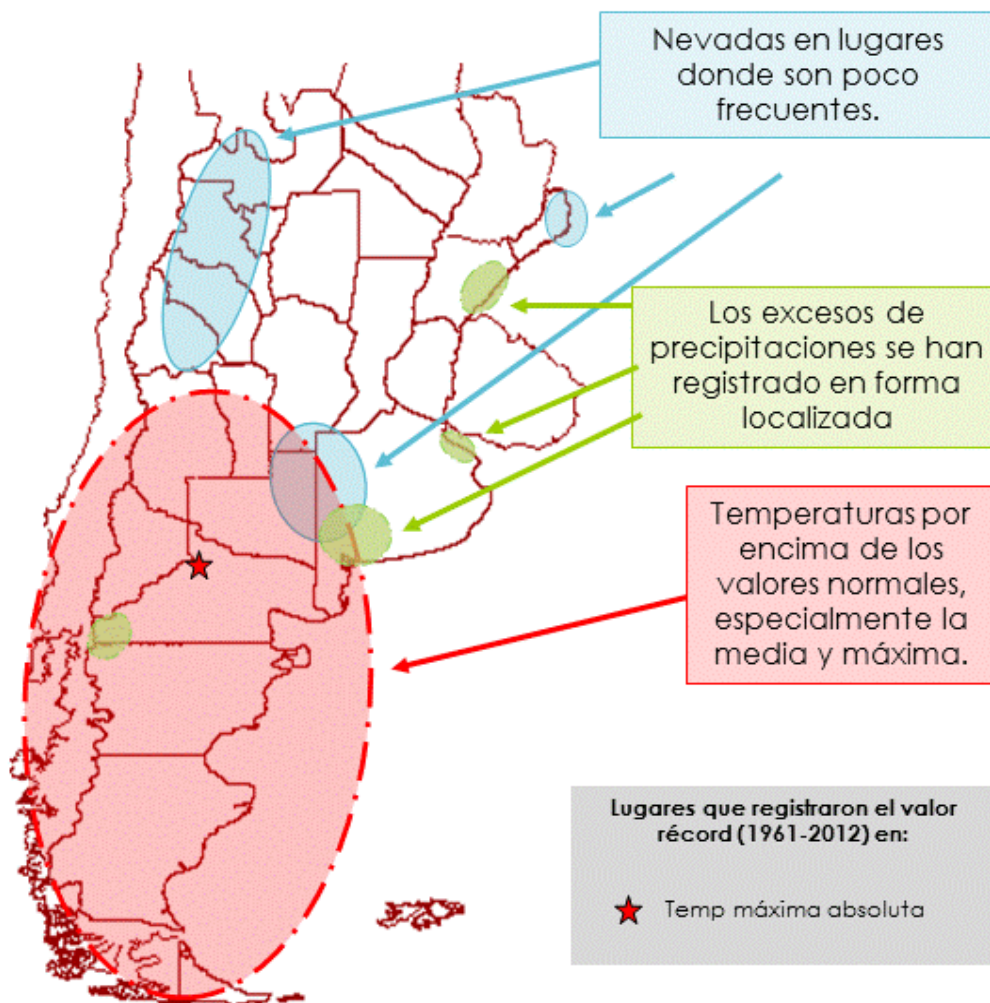 Nevadas en lugares
donde son poco
frecuentes.
Los excesos de
precipitaciones se han
registrado en forma
localizada
Temperaturas por
encima de los
valores normales,
especialmente la
media y máxima.
Lugares que registraron el valor
récord (1961-2012) en:
Temp máxima absoluta